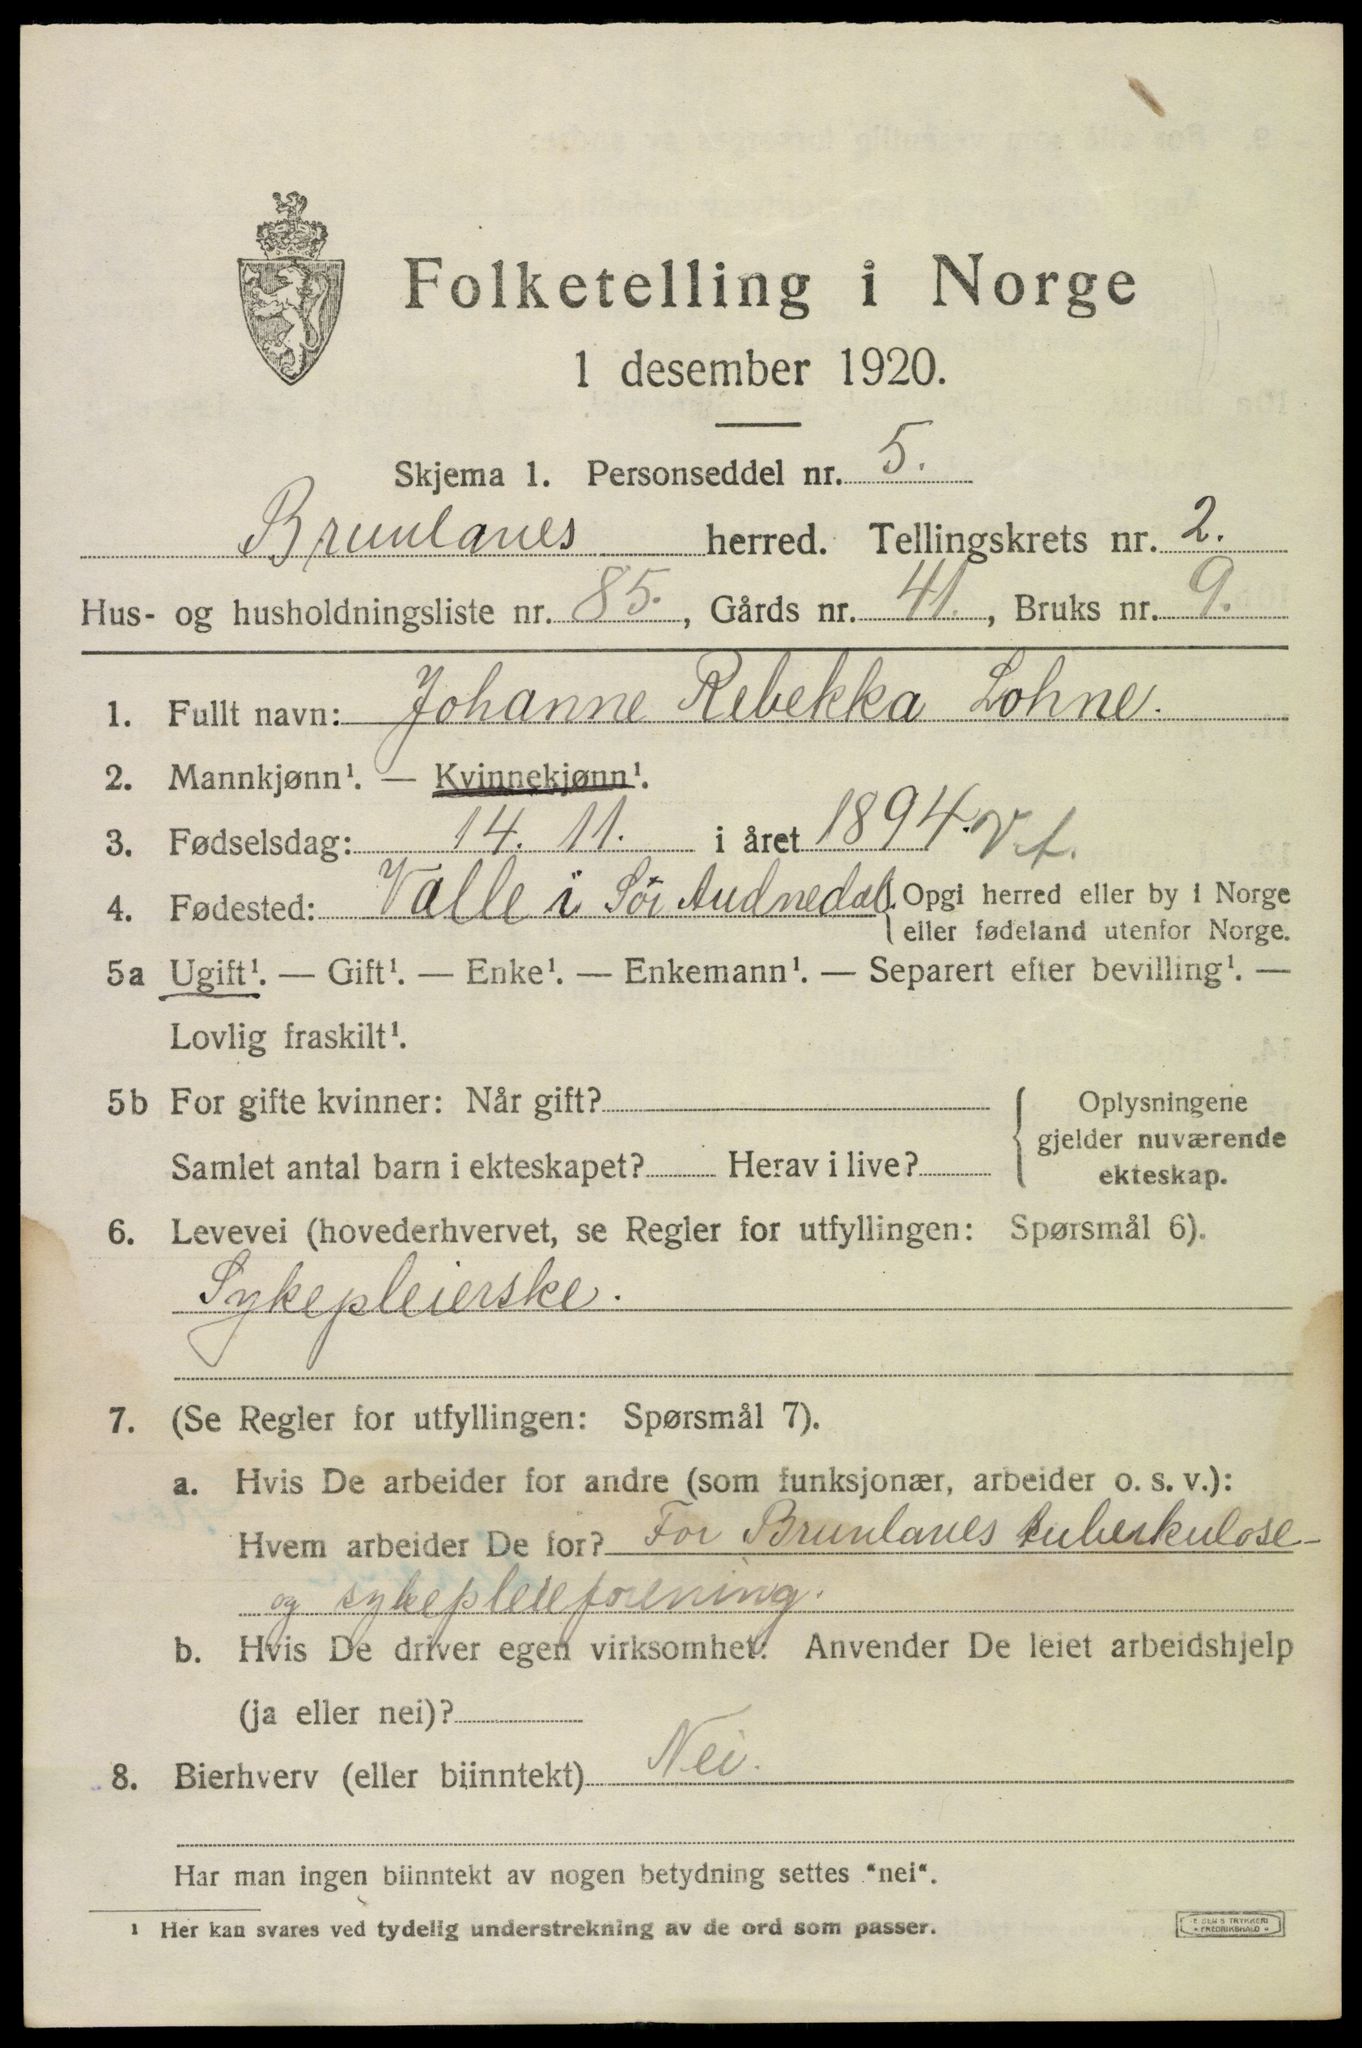 Folketelling i Norge
1 desember 1920.
Skjema 1. Personseddel nr. 5.
Brunlanes herred. Tellingskrets nr. 2.
Hus- og husholdningsliste nr. 85., Gårds nr. 41., Bruks nr. 9.
1. Fullt navn: Johanne Rebekka Lohne.
2. Mannkjønn¹. — Kvinnekjønn¹.
3. Fødselsdag: 14. 11. i året 1894. V.f.
4. Fødested: Valle i Sør Audnedal. { Opgi herred eller by i Norge
eller fødeland utenfor Norge.
5a Ugift¹. — Gift¹. — Enke¹. — Enkemann¹. — Separert efter bevilling¹. —
Lovlig fraskilt¹.
5b For gifte kvinner: Når gift?
Samlet antal barn i ekteskapet? Herav i live?
{ Oplysningene
gjelder nuværende
ekteskap.
6. Levevei (hovederhvervet, se Regler for utfyllingen: Spørsmål 6).
Sykepleierske.
7. (Se Regler for utfyllingen: Spørsmål 7).
a. Hvis De arbeider for andre (som funksjonær, arbeider o. s. v.):
Hvem arbeider De for? For Brunlanes tuberkulose-
og sykepleieforening.
b. Hvis De driver egen virksomhet: Anvender De leiet arbeidshjelp
(ja eller nei)?
8. Bierhverv (eller biinntekt) Nei.
Har man ingen biinntekt av nogen betydning settes "nei".
¹ Her kan svares ved tydelig understrekning av de ord som passer.
TRYKKERI
FREDRIKSHALD